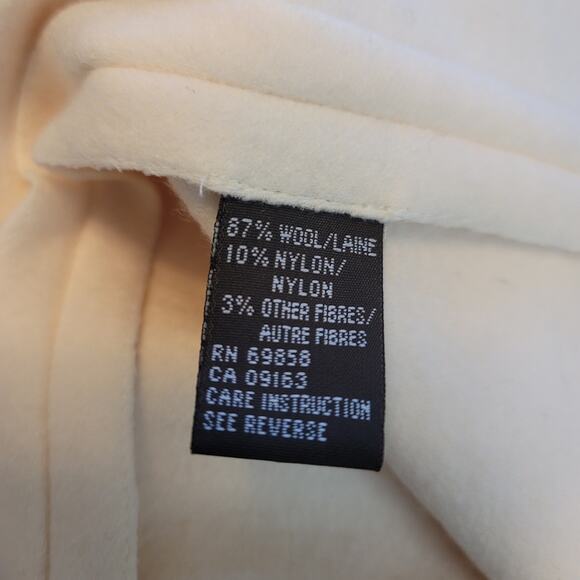 87% WOOL/LAINE
10% NYLON/
NYLON
3% OTHER FIBRES/
AUTRE FIBRES
RN 69858
CA 09163
CARE INSTRUCTION
SEE REVERSE